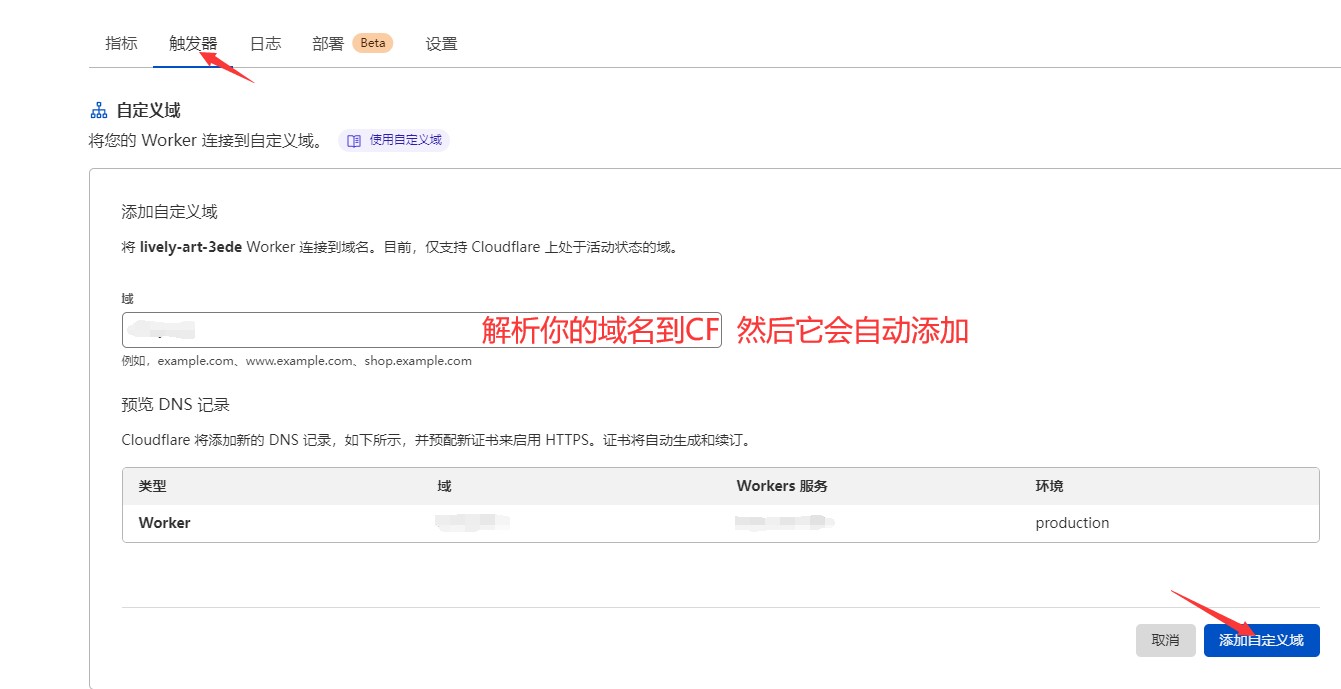 指标 触发器 日志 部署 Beta 设置
自定义域
将您的 Worker 连接到自定义域。 使用自定义域
添加自定义域
将 lively-art-3ede Worker 连接到域名。目前，仅支持 Cloudflare 上处于活动状态的域。
域
解析你的域名到CF 然后它会自动添加
例如，example.com、www.example.com、shop.example.com
预览 DNS 记录
Cloudflare 将添加新的 DNS 记录，如下所示，并预配新证书来启用 HTTPS。证书将自动生成和续订。
类型 域 Workers 服务 环境
Worker production
取消 添加自定义域